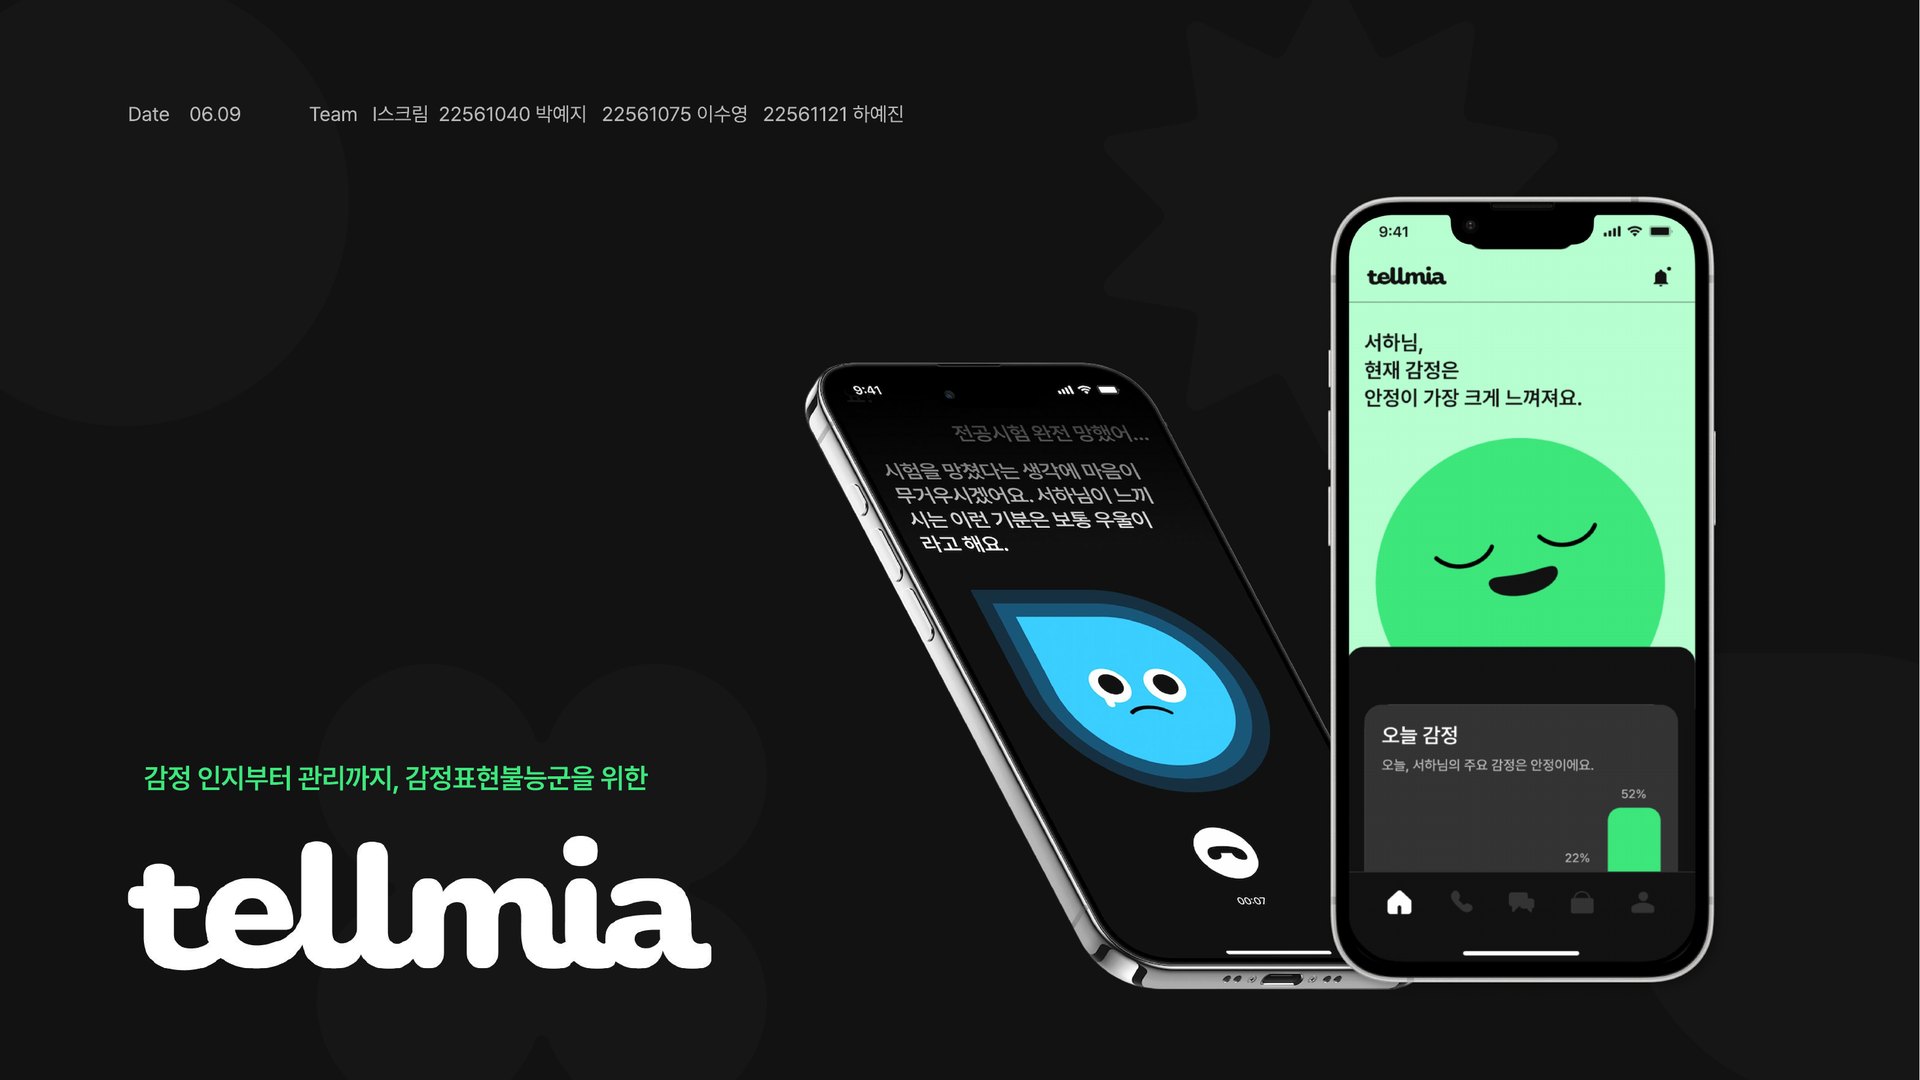 Date 06.09 Team I스크림 22561040 박예지 22561075 이수영 22561121 하예진
감정 인지부터 관리까지, 감정표현불능군을 위한
tellmia
9:41
전공시험 완전 망했어...
시험을 망쳤다는 생각에 마음이
무거우시겠어요. 서하님이 느끼
시는 이런 기분은 보통 우울이
라고 해요.
00:07
9:41
tellmia
서하님,
현재 감정은
안정이 가장 크게 느껴져요.
오늘 감정
오늘, 서하님의 주요 감정은 안정이에요.
52%
22%